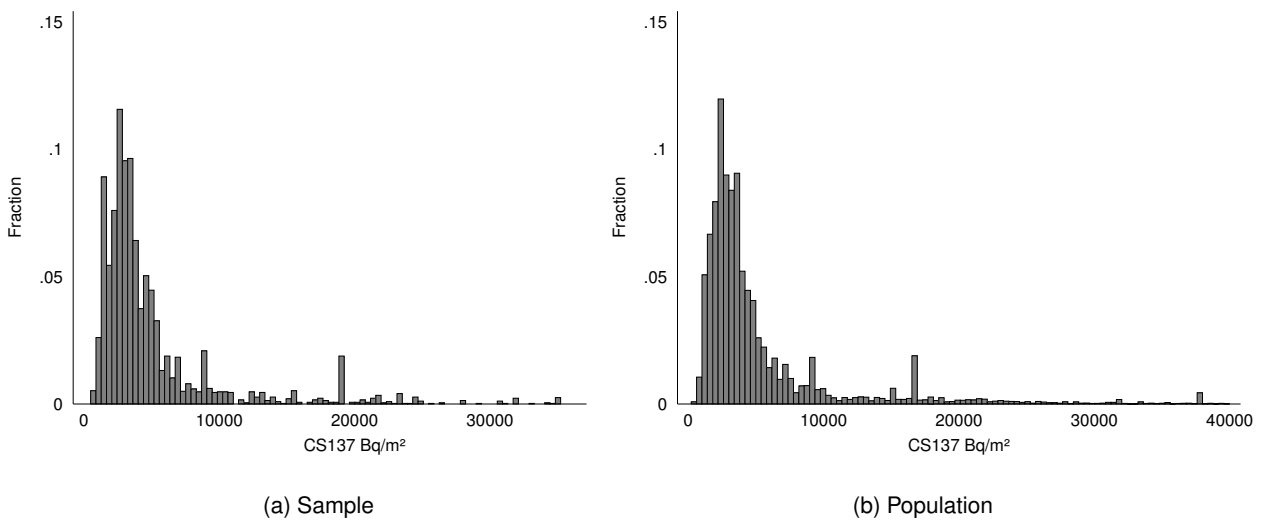 .15
.1
.05
0
Fraction
0 10000 20000 30000
CS137 Bq/m²
(a) Sample
.15
.1
.05
0
Fraction
0 10000 20000 30000 40000
CS137 Bq/m²
(b) Population